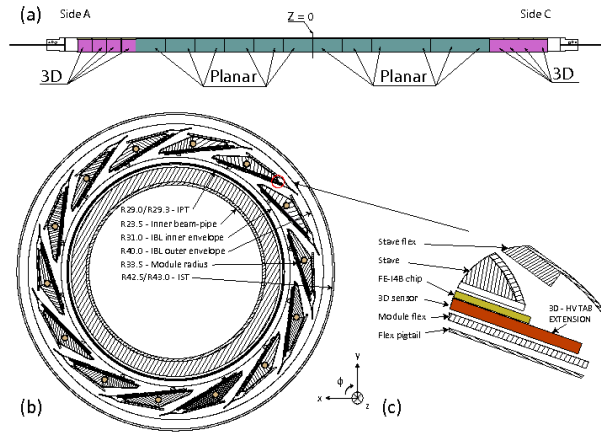 (a)
Side A
Z = 0
Side C
3D
Planar
Planar
3D
R29.0/R29.3 - IPT
R23.5 - Inner beam-pipe
R31.0 - IBL inner envelope
R40.0 - IBL outer envelope
R33.5 - Module radius
R42.5/R43.0 - IST
Stave flex
Stave
FE-I4B chip
3D sensor
Module flex
Flex pigtail
3D - HV TAB
EXTENSION
y
ϕ
x
z
(b)
(c)